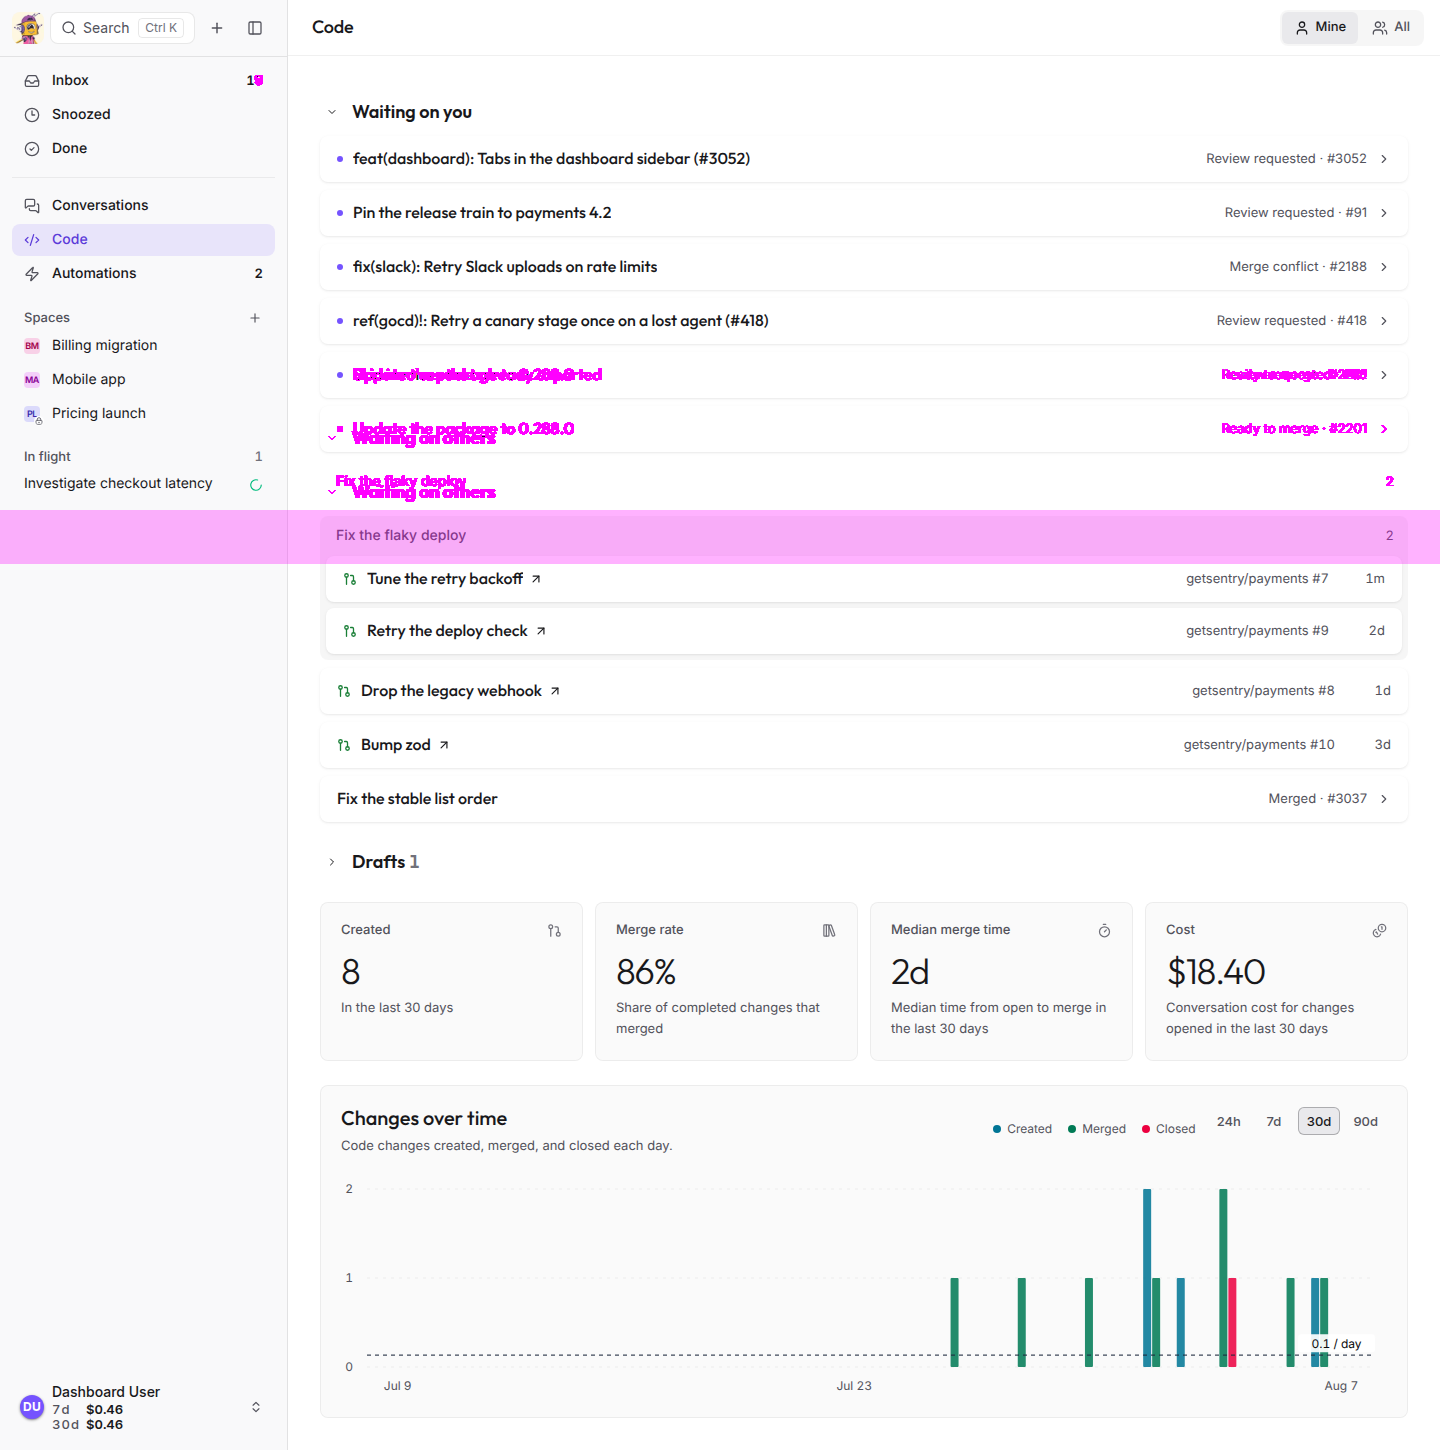 Search Ctrl K
Code
Mine
All
Inbox
Snoozed
Done
Conversations
Code
Automations 2
Spaces
Billing migration
BM
Mobile app
MA
Pricing launch
PL
In flight 1
Investigate checkout latency
Waiting on you
feat(dashboard): Tabs in the dashboard sidebar (#3052) Review requested · #3052
Pin the release train to payments 4.2 Review requested · #91
fix(slack): Retry Slack uploads on rate limits Merge conflict · #2188
ref(gocd)!: Retry a canary stage once on a lost agent (#418) Review requested · #418
Update the package to 0.288.0 Ready to merge · #2201
Waiting on others
Fix the flaky deploy 2
Waiting on others
Fix the flaky deploy 2
Tune the retry backoff getsentry/payments #7 1m
Retry the deploy check getsentry/payments #9 2d
Drop the legacy webhook getsentry/payments #8 1d
Bump zod getsentry/payments #10 3d
Fix the stable list order Merged · #3037
Drafts 1
Created
8
In the last 30 days
Merge rate
86%
Share of completed changes that
merged
Median merge time
2d
Median time from open to merge in
the last 30 days
Cost
$18.40
Conversation cost for changes
opened in the last 30 days
Changes over time
Code changes created, merged, and closed each day.
Created Merged Closed 24h 7d 30d 90d
2
1
0.1 / day
0
Jul 9 Jul 23 Aug 7
DU
Dashboard User
7d $0.46
30d $0.46